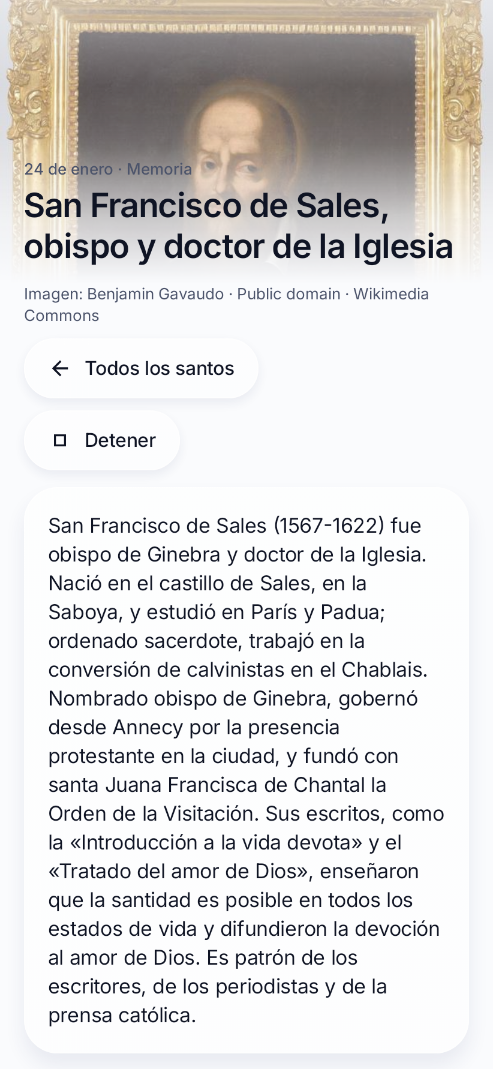 24 de enero · Memoria
San Francisco de Sales,
obispo y doctor de la Iglesia
Imagen: Benjamin Gavaudo · Public domain · Wikimedia
Commons
Todos los santos
Detener
San Francisco de Sales (1567-1622) fue
obispo de Ginebra y doctor de la Iglesia.
Nació en el castillo de Sales, en la
Saboya, y estudió en París y Padua;
ordenado sacerdote, trabajó en la
conversión de calvinistas en el Chablais.
Nombrado obispo de Ginebra, gobernó
desde Annecy por la presencia
protestante en la ciudad, y fundó con
santa Juana Francisca de Chantal la
Orden de la Visitación. Sus escritos, como
la «Introducción a la vida devota» y el
«Tratado del amor de Dios», enseñaron
que la santidad es posible en todos los
estados de vida y difundieron la devoción
al amor de Dios. Es patrón de los
escritores, de los periodistas y de la
prensa católica.